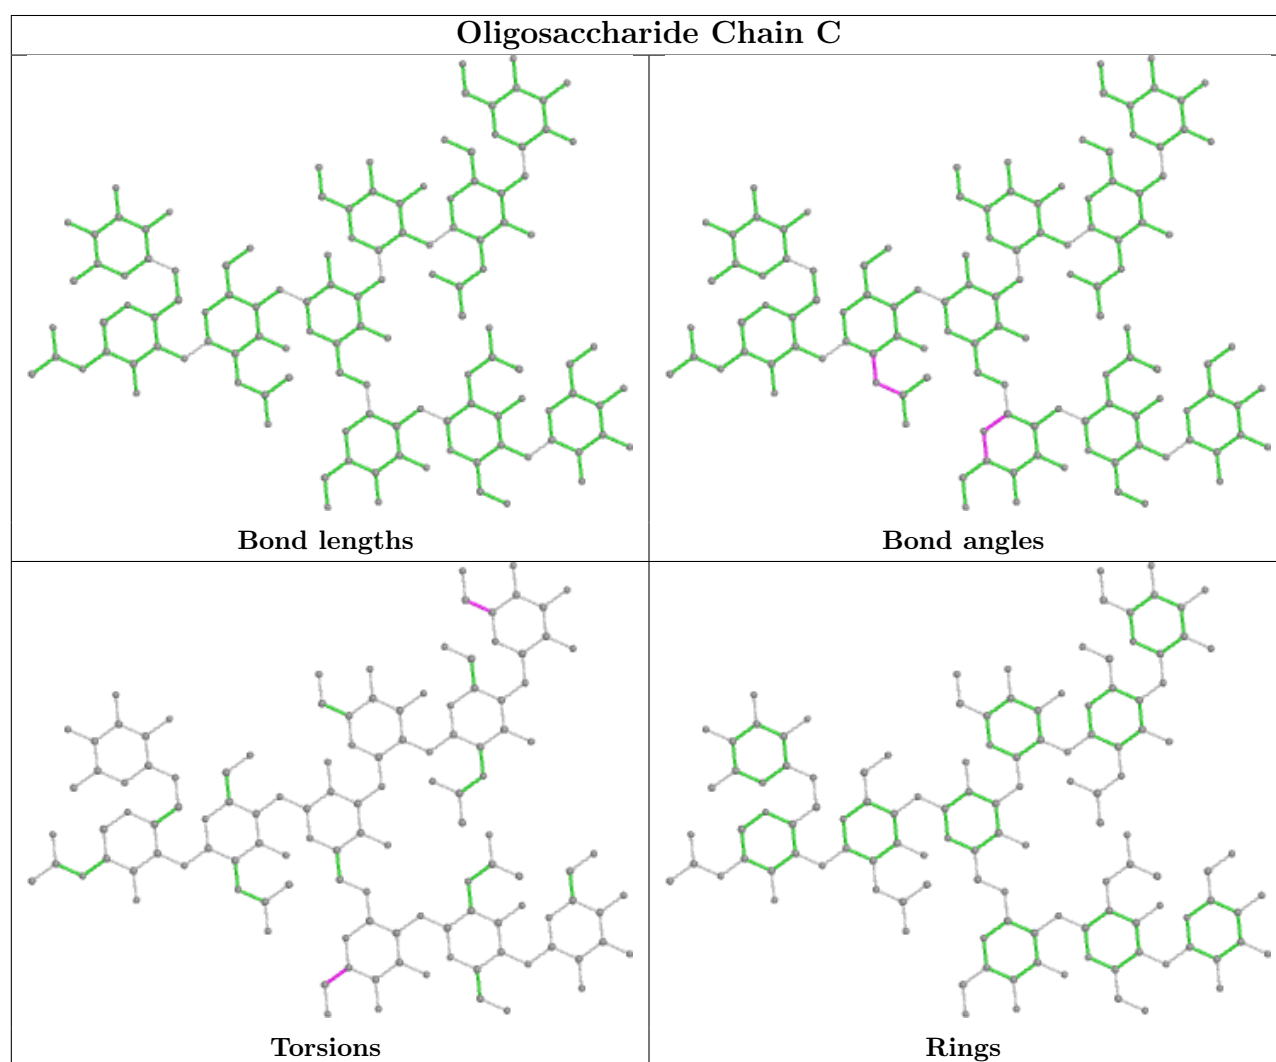 Oligosaccharide Chain C
Bond lengths
Bond angles
Torsions
Rings